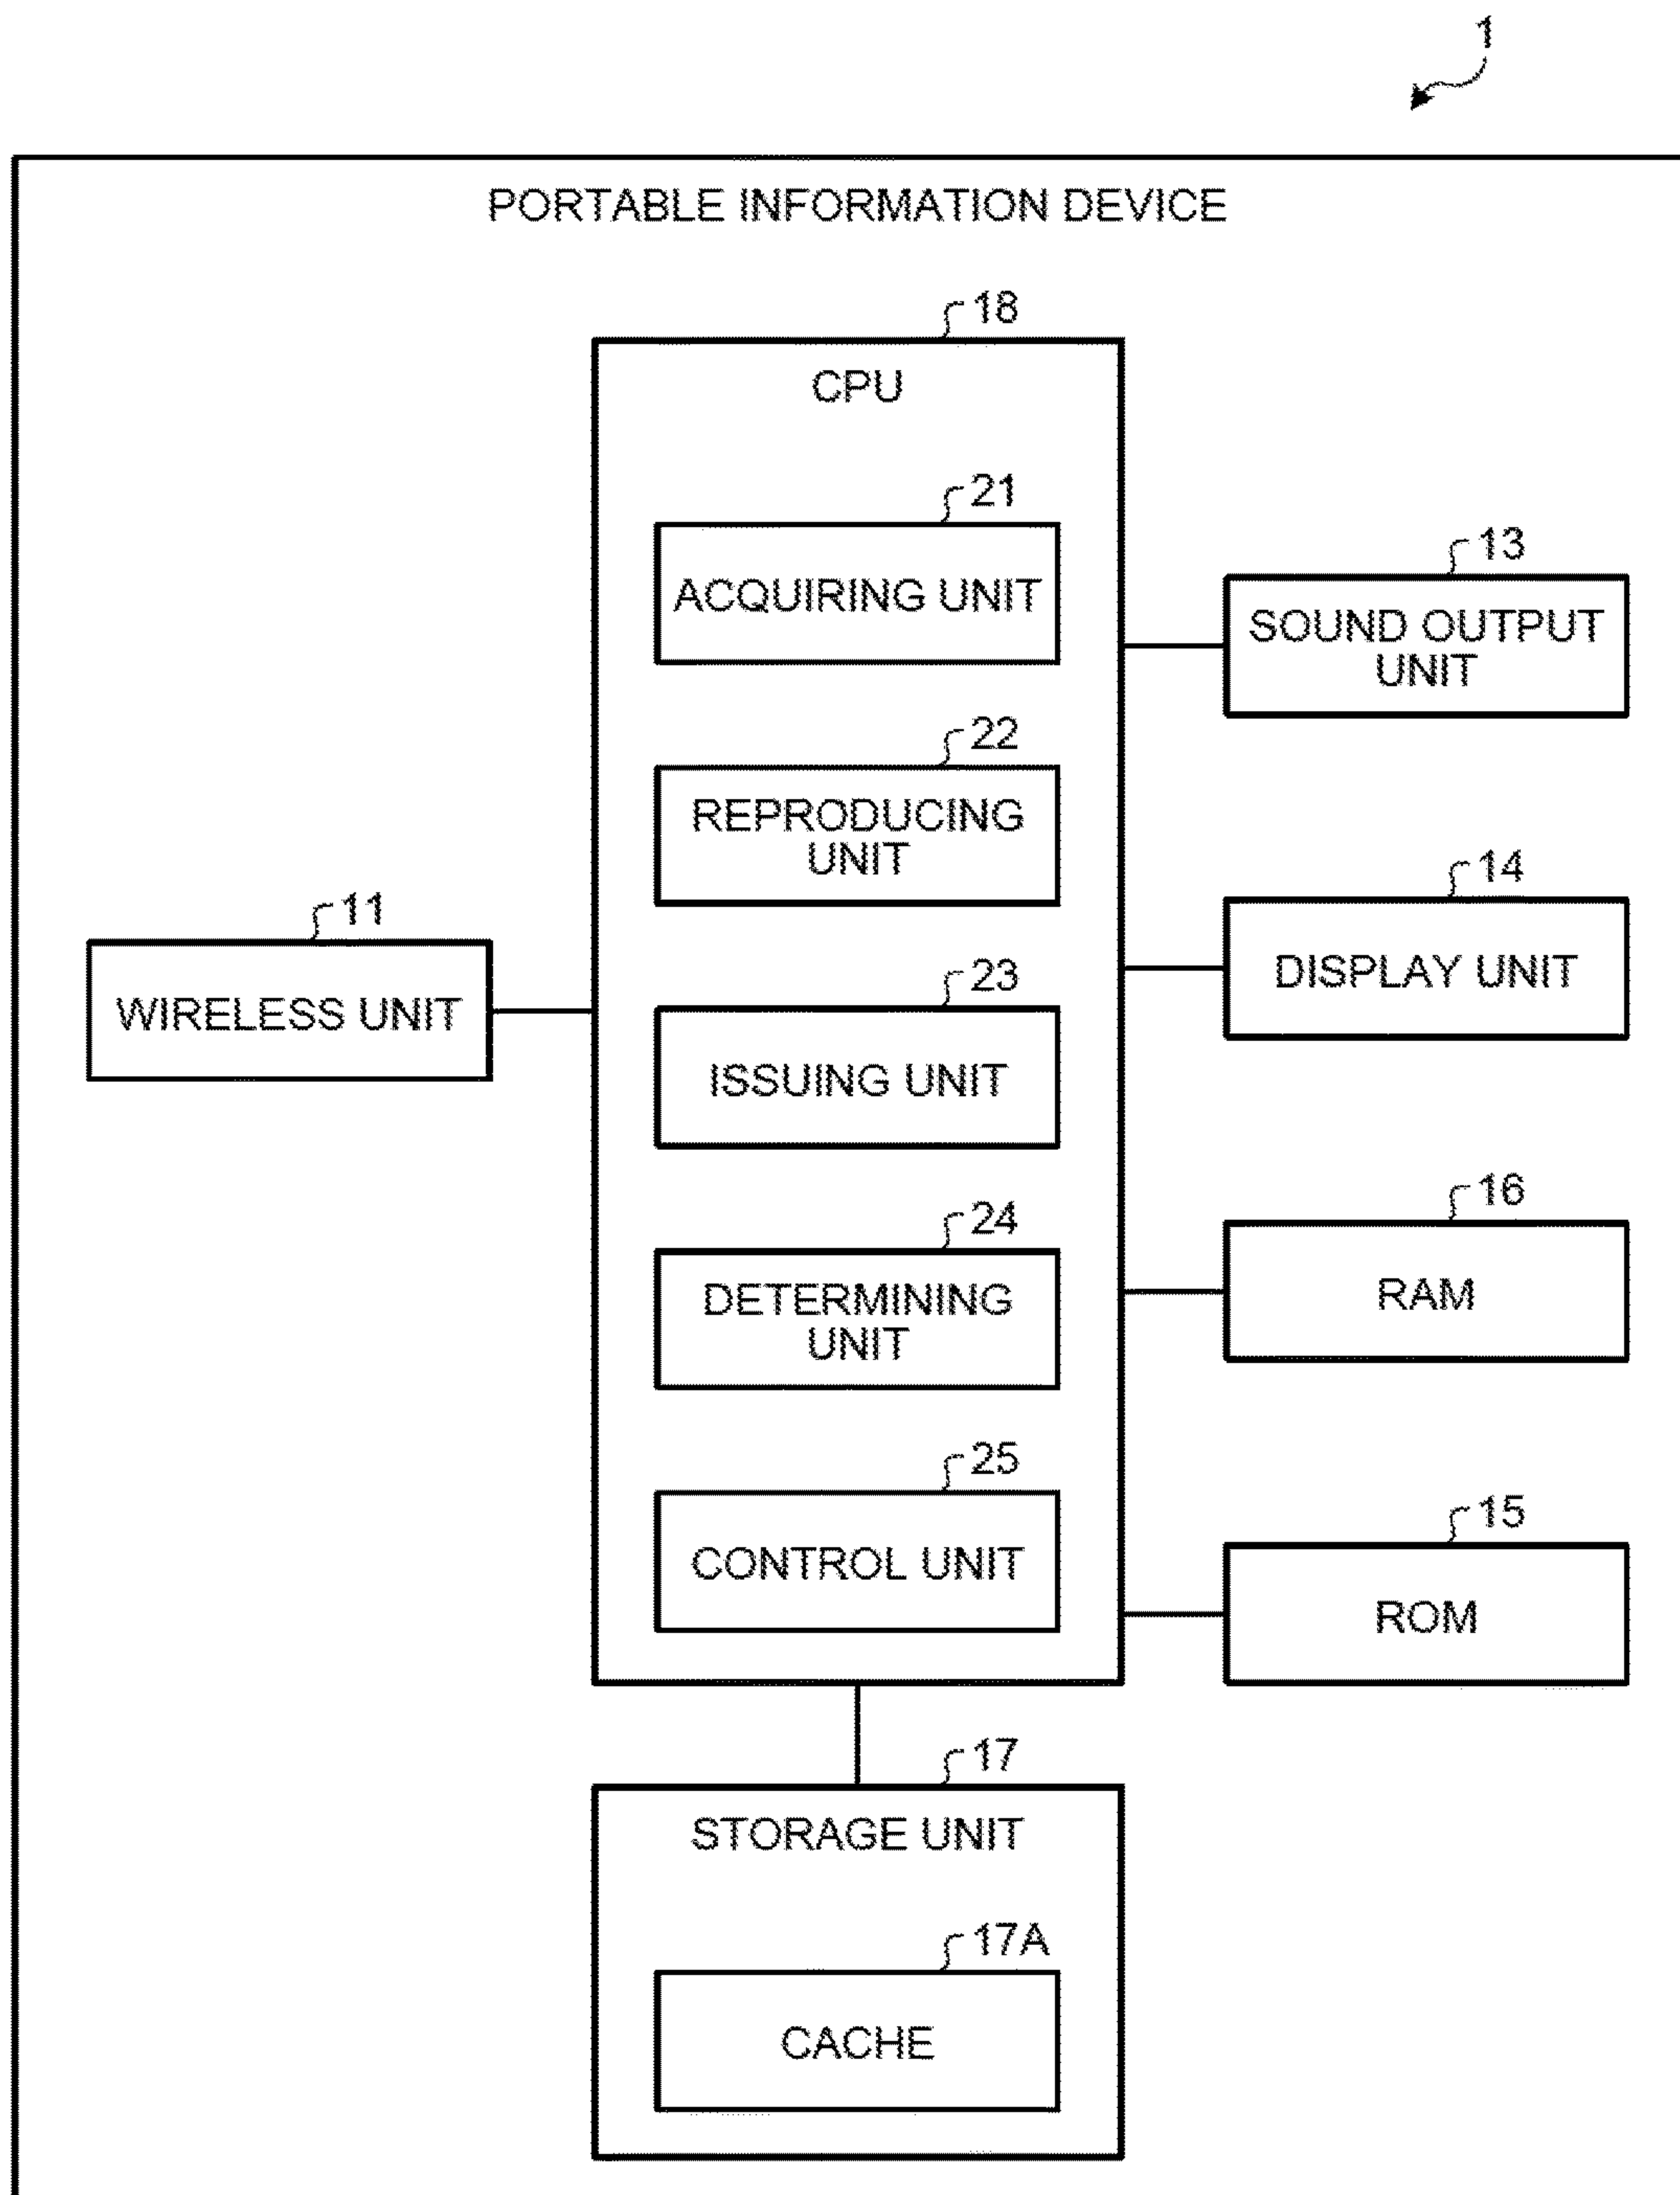 1
PORTABLE INFORMATION DEVICE
18
CPU
21
ACQUIRING UNIT
22
REPRODUCING
UNIT
23
ISSUING UNIT
24
DETERMINING
UNIT
25
CONTROL UNIT
11
WIRELESS UNIT
13
SOUND OUTPUT
UNIT
14
DISPLAY UNIT
16
RAM
15
ROM
17
STORAGE UNIT
17A
CACHE